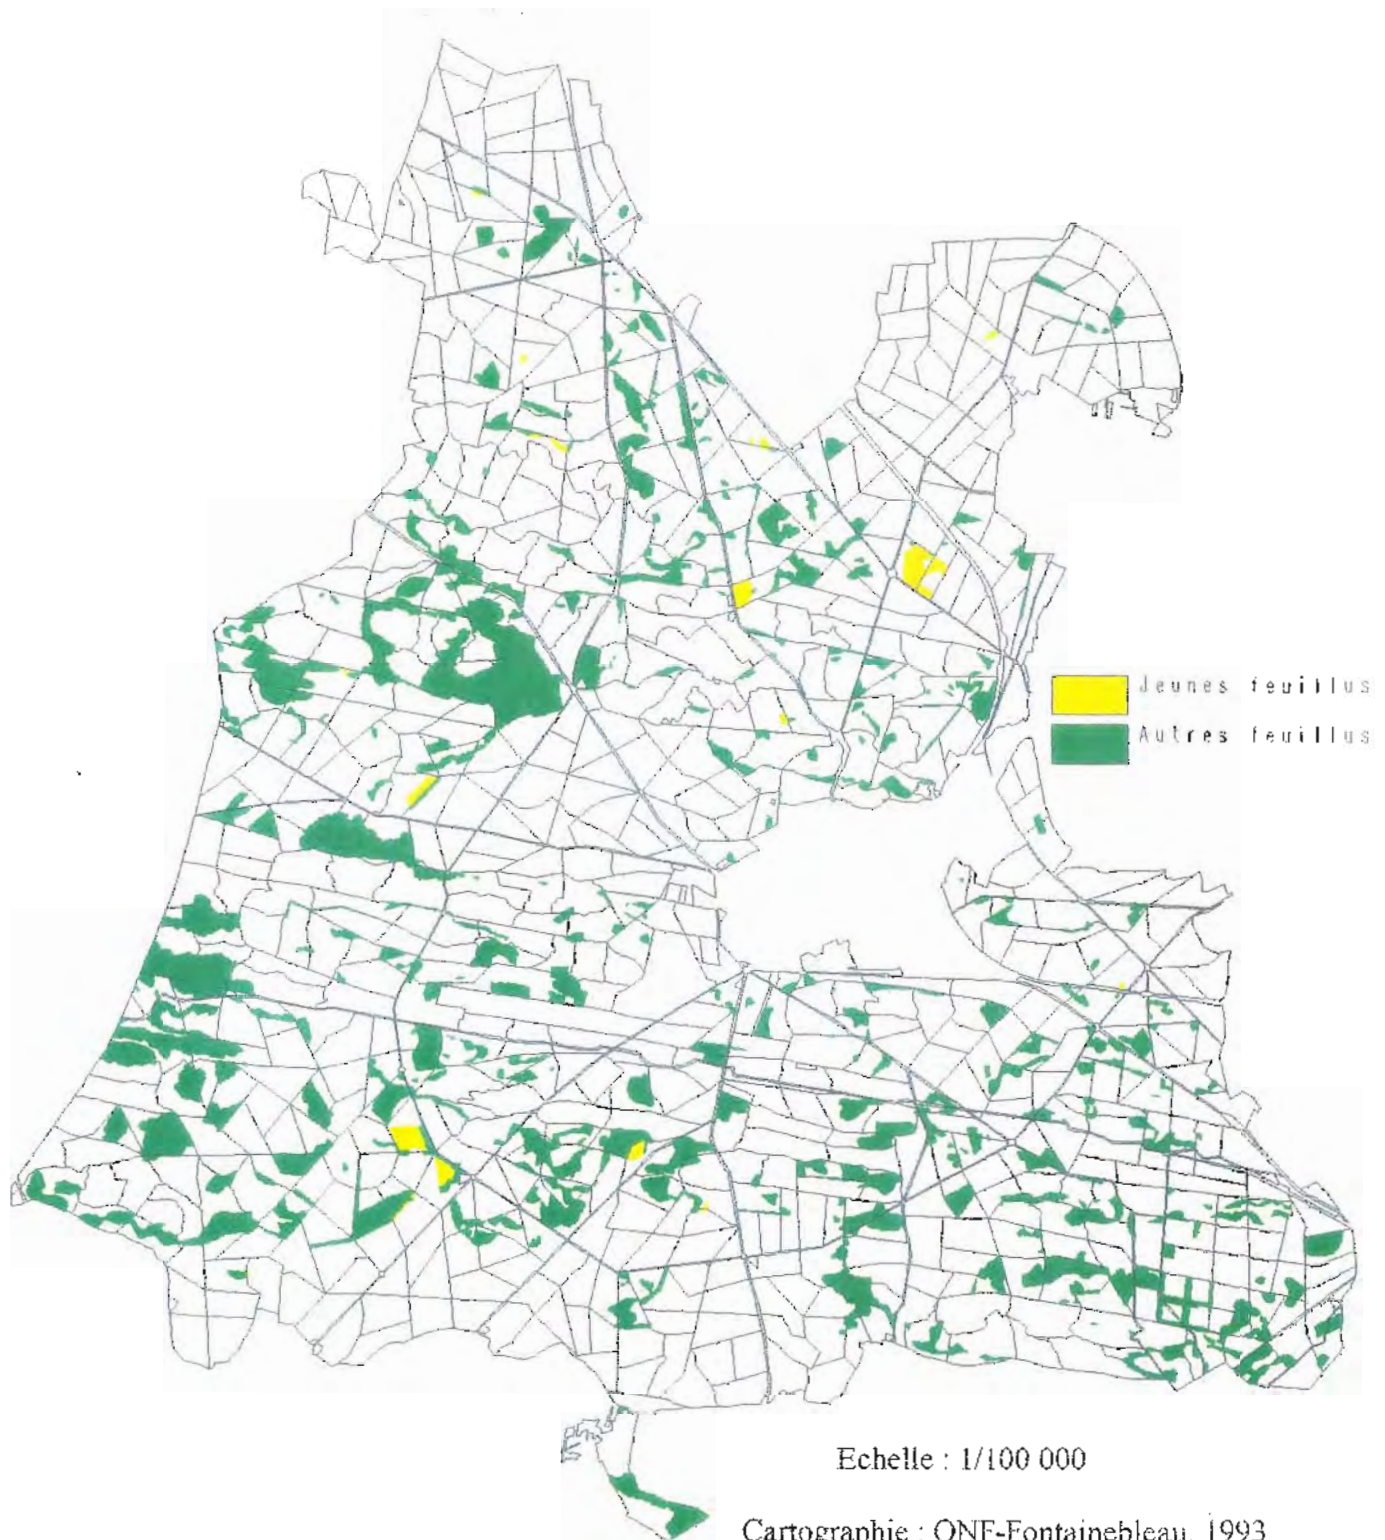 Jeunes feuillus
Autres feuillus
Echelle : 1/100 000
Cartographie : ONF-Fontainebleau, 1993